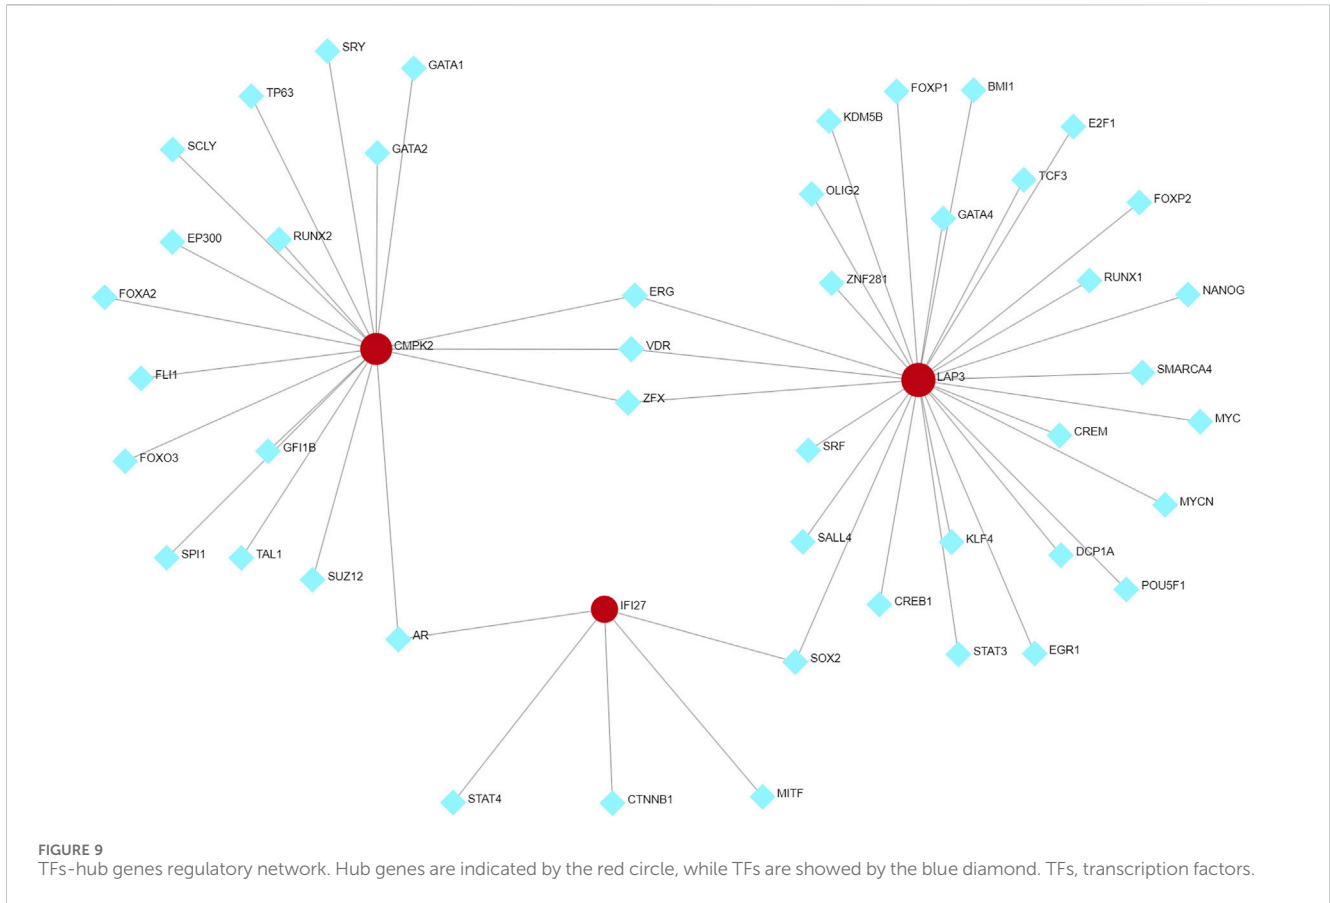 SRY
GATA1
TP63
GATA2
SCLY
RUNX2
EP300
FOXA2
CMPK2
FLI1
FOXO3
GFI1B
SPI1
TAL1
SUZ12
AR
ERG
VDR
ZFX
IFI27
STAT4
CTNNB1
MITF
SOX2
FOXP1
BMI1
KDM5B
E2F1
TCF3
OLIG2
FOXP2
GATA4
ZNF281
RUNX1
NANOG
LAP3
SMARCA4
MYC
CREM
SRF
MYCN
SALL4
KLF4
DCP1A
POU5F1
CREB1
STAT3
EGR1
FIGURE 9
TFs-hub genes regulatory network. Hub genes are indicated by the red circle, while TFs are showed by the blue diamond. TFs, transcription factors.